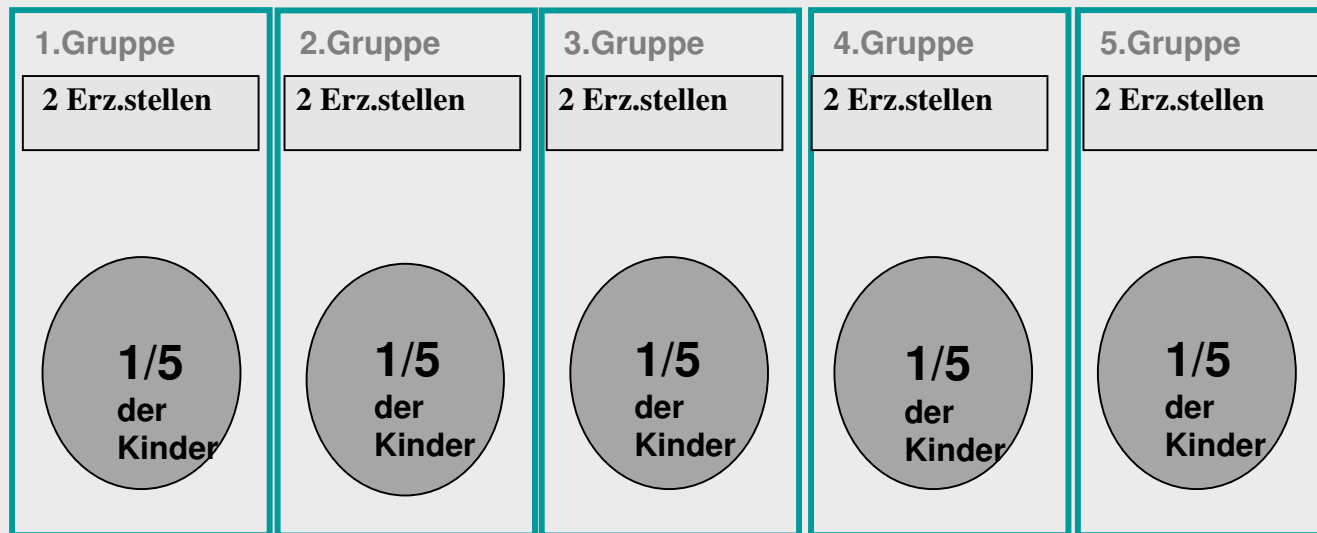 1.Gruppe
2 Erz.stellen
1/5
der
Kinder
2.Gruppe
2 Erz.stellen
1/5
der
Kinder
3.Gruppe
2 Erz.stellen
1/5
der
Kinder
4.Gruppe
2 Erz.stellen
1/5
der
Kinder
5.Gruppe
2 Erz.stellen
1/5
der
Kinder